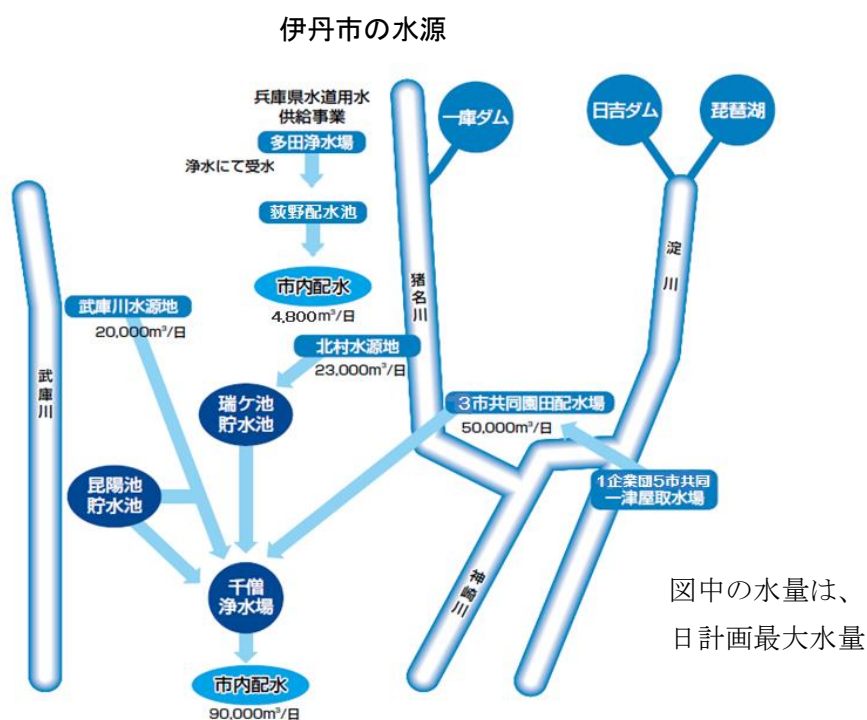 伊丹市の水源
兵庫県水道用水
供給事業
多田浄水場
浄水にて受水
荻野配水池
市内配水
4,800m³/日
一庫ダム
日吉ダム
琵琶湖
淀川
猪名川
武庫川水源地
20,000m³/日
武庫川
北村水源地
23,000m³/日
瑞ケ池
貯水池
3市共同園田配水場
50,000m³/日
昆陽池
貯水池
1企業団5市共同
一津屋取水場
千僧
浄水場
神崎川
市内配水
90,000m³/日
図中の水量は、
日計画最大水量